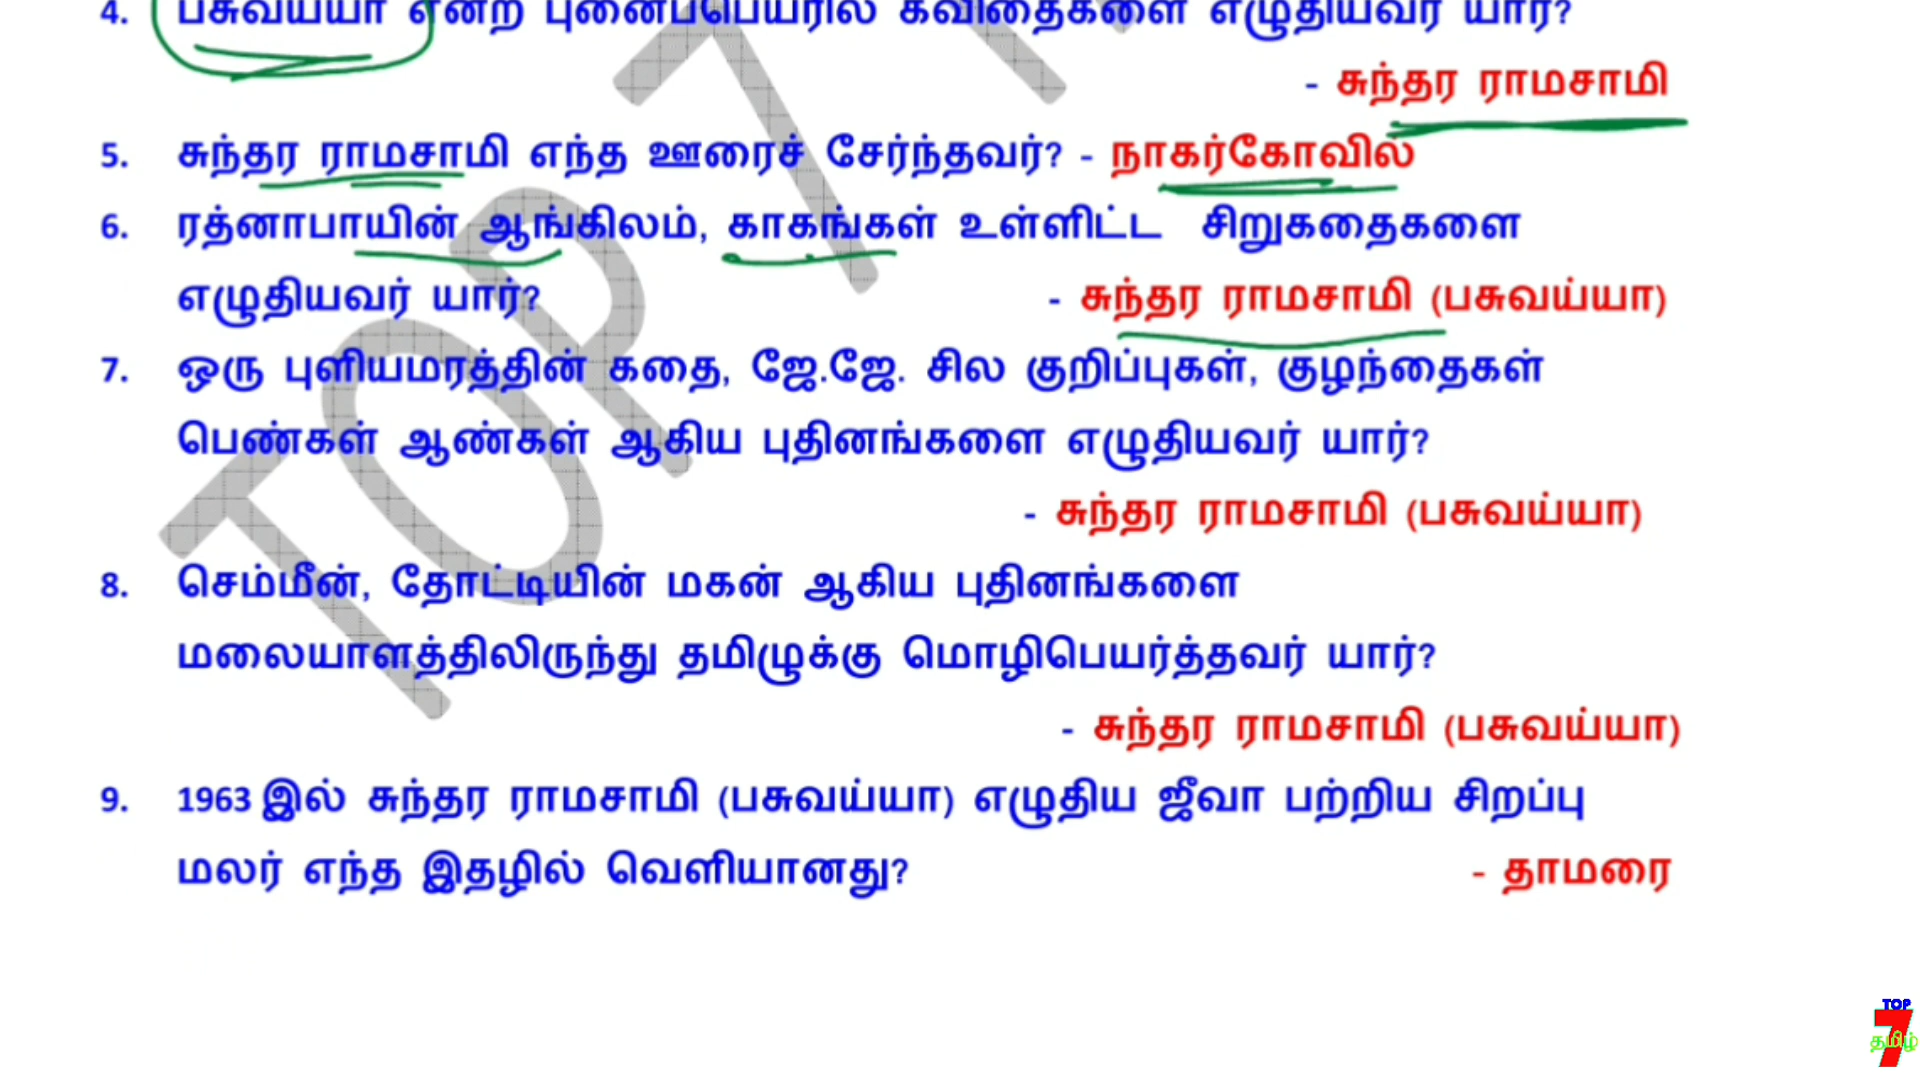 4. பசுவய்யா என்ற புனைப்பெயரில் கவிதைகளை எழுதியவர் யார்?
- சுந்தர ராமசாமி
5. சுந்தர ராமசாமி எந்த ஊரைச் சேர்ந்தவர்? - நாகர்கோவில்
6. ரத்னாபாயின் ஆங்கிலம், காகங்கள் உள்ளிட்ட சிறுகதைகளை
எழுதியவர் யார்? - சுந்தர ராமசாமி (பசுவய்யா)
7. ஒரு புளியமரத்தின் கதை, ஜே.ஜே. சில குறிப்புகள், குழந்தைகள்
பெண்கள் ஆண்கள் ஆகிய புதினங்களை எழுதியவர் யார்?
- சுந்தர ராமசாமி (பசுவய்யா)
8. செம்மீன், தோட்டியின் மகன் ஆகிய புதினங்களை
மலையாளத்திலிருந்து தமிழுக்கு மொழிபெயர்த்தவர் யார்?
- சுந்தர ராமசாமி (பசுவய்யா)
9. 1963 இல் சுந்தர ராமசாமி (பசுவய்யா) எழுதிய ஜீவா பற்றிய சிறப்பு
மலர் எந்த இதழில் வெளியானது? - தாமரை
TOP 7
TOP
7
தமிழ்